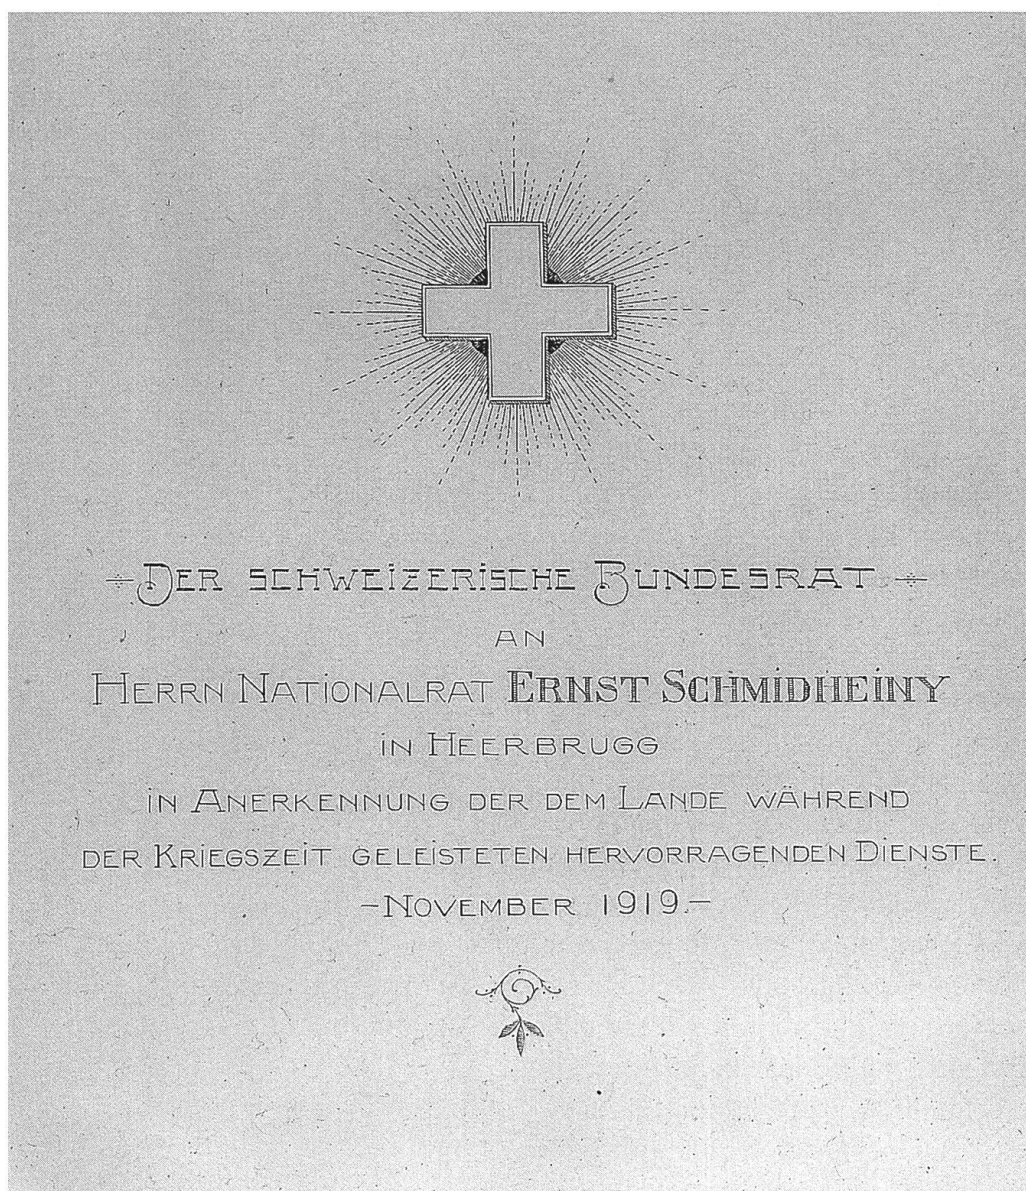 DER SCHWEIZERISCHE BUNDESRAT
AN
HERRN NATIONALRAT ERNST SCHMIDHEINY
IN HEERBRUGG
IN ANERKENNUNG DER DEM LANDE WÄHREND
DER KRIEGSZEIT GELEISTETEN HERVORRAGENDEN DIENSTE.
-NOVEMBER 1919.-